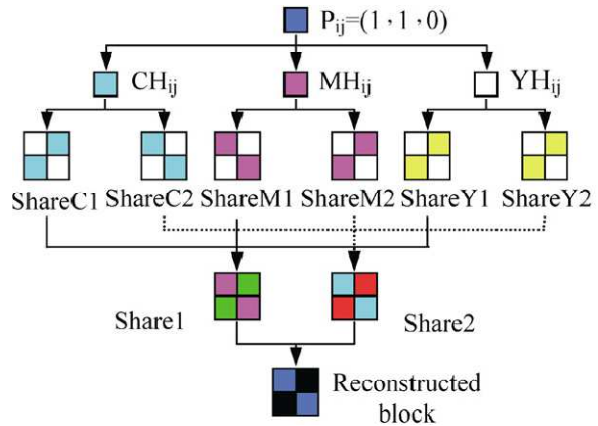 Pij=(1,1,0)
CHij
MHij
YHij
ShareC1 ShareC2 ShareM1 ShareM2 ShareY1 ShareY2
Share1
Share2
Reconstructed
block